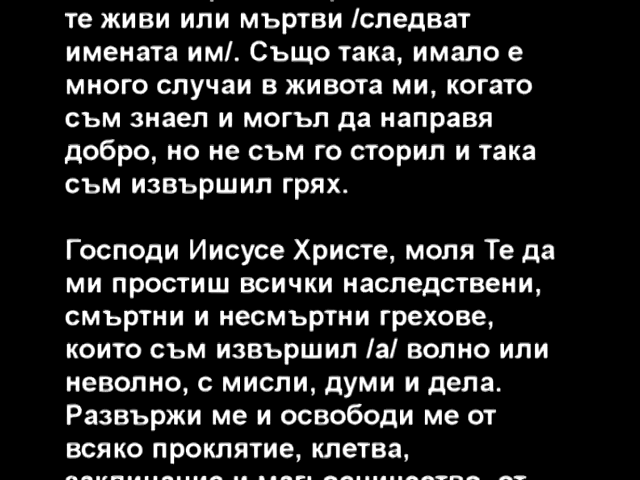 те живи или мъртви /следват
имената им/. Също така, имало е
много случаи в живота ми, когато
съм знаел и могъл да направя
добро, но не съм го сторил и така
съм извършил грях.
Господи Иисусе Христе, моля Те да
ми простиш всички наследствени,
смъртни и несмъртни грехове,
които съм извършил /а/ волно или
неволно, с мисли, думи и дела.
Развържи ме и освободи ме от
всяко проклятие, клетва,